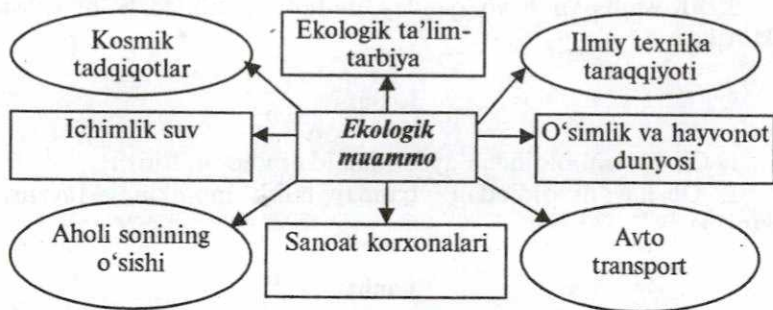 Kosmik
tadqiqotlar
Ekologik ta’lim-
tarbiya
Ilmiy texnika
taraqqiyoti
Ichimlik suv
Ekologik
muammo
O‘simlik va hayvonot
dunyosi
Aholi sonining
o‘sishi
Sanoat korxonalari
Avto
transport